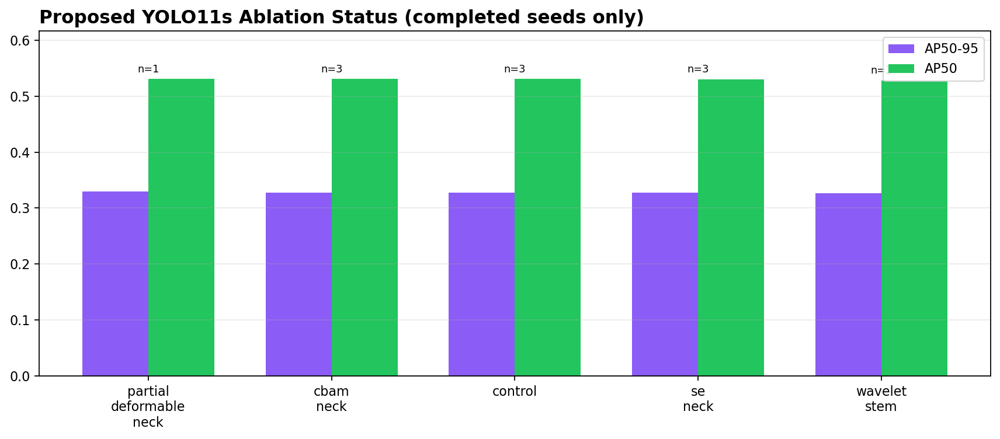 Proposed YOLO11s Ablation Status (completed seeds only)
0.6
0.5
0.4
0.3
0.2
0.1
0.0
n=1
n=3
n=3
n=3
AP50-95
AP50
partial
deformable
neck
cbam
neck
control
se
neck
wavelet
stem